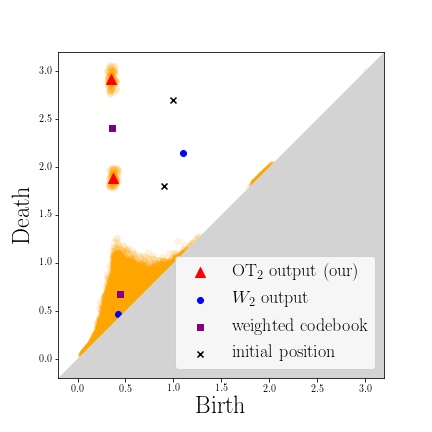 3.0
2.5
2.0
1.5
1.0
0.5
0.0
Death
OT₂ output (our)
W₂ output
weighted codebook
initial position
0.0 0.5 1.0 1.5 2.0 2.5 3.0
Birth